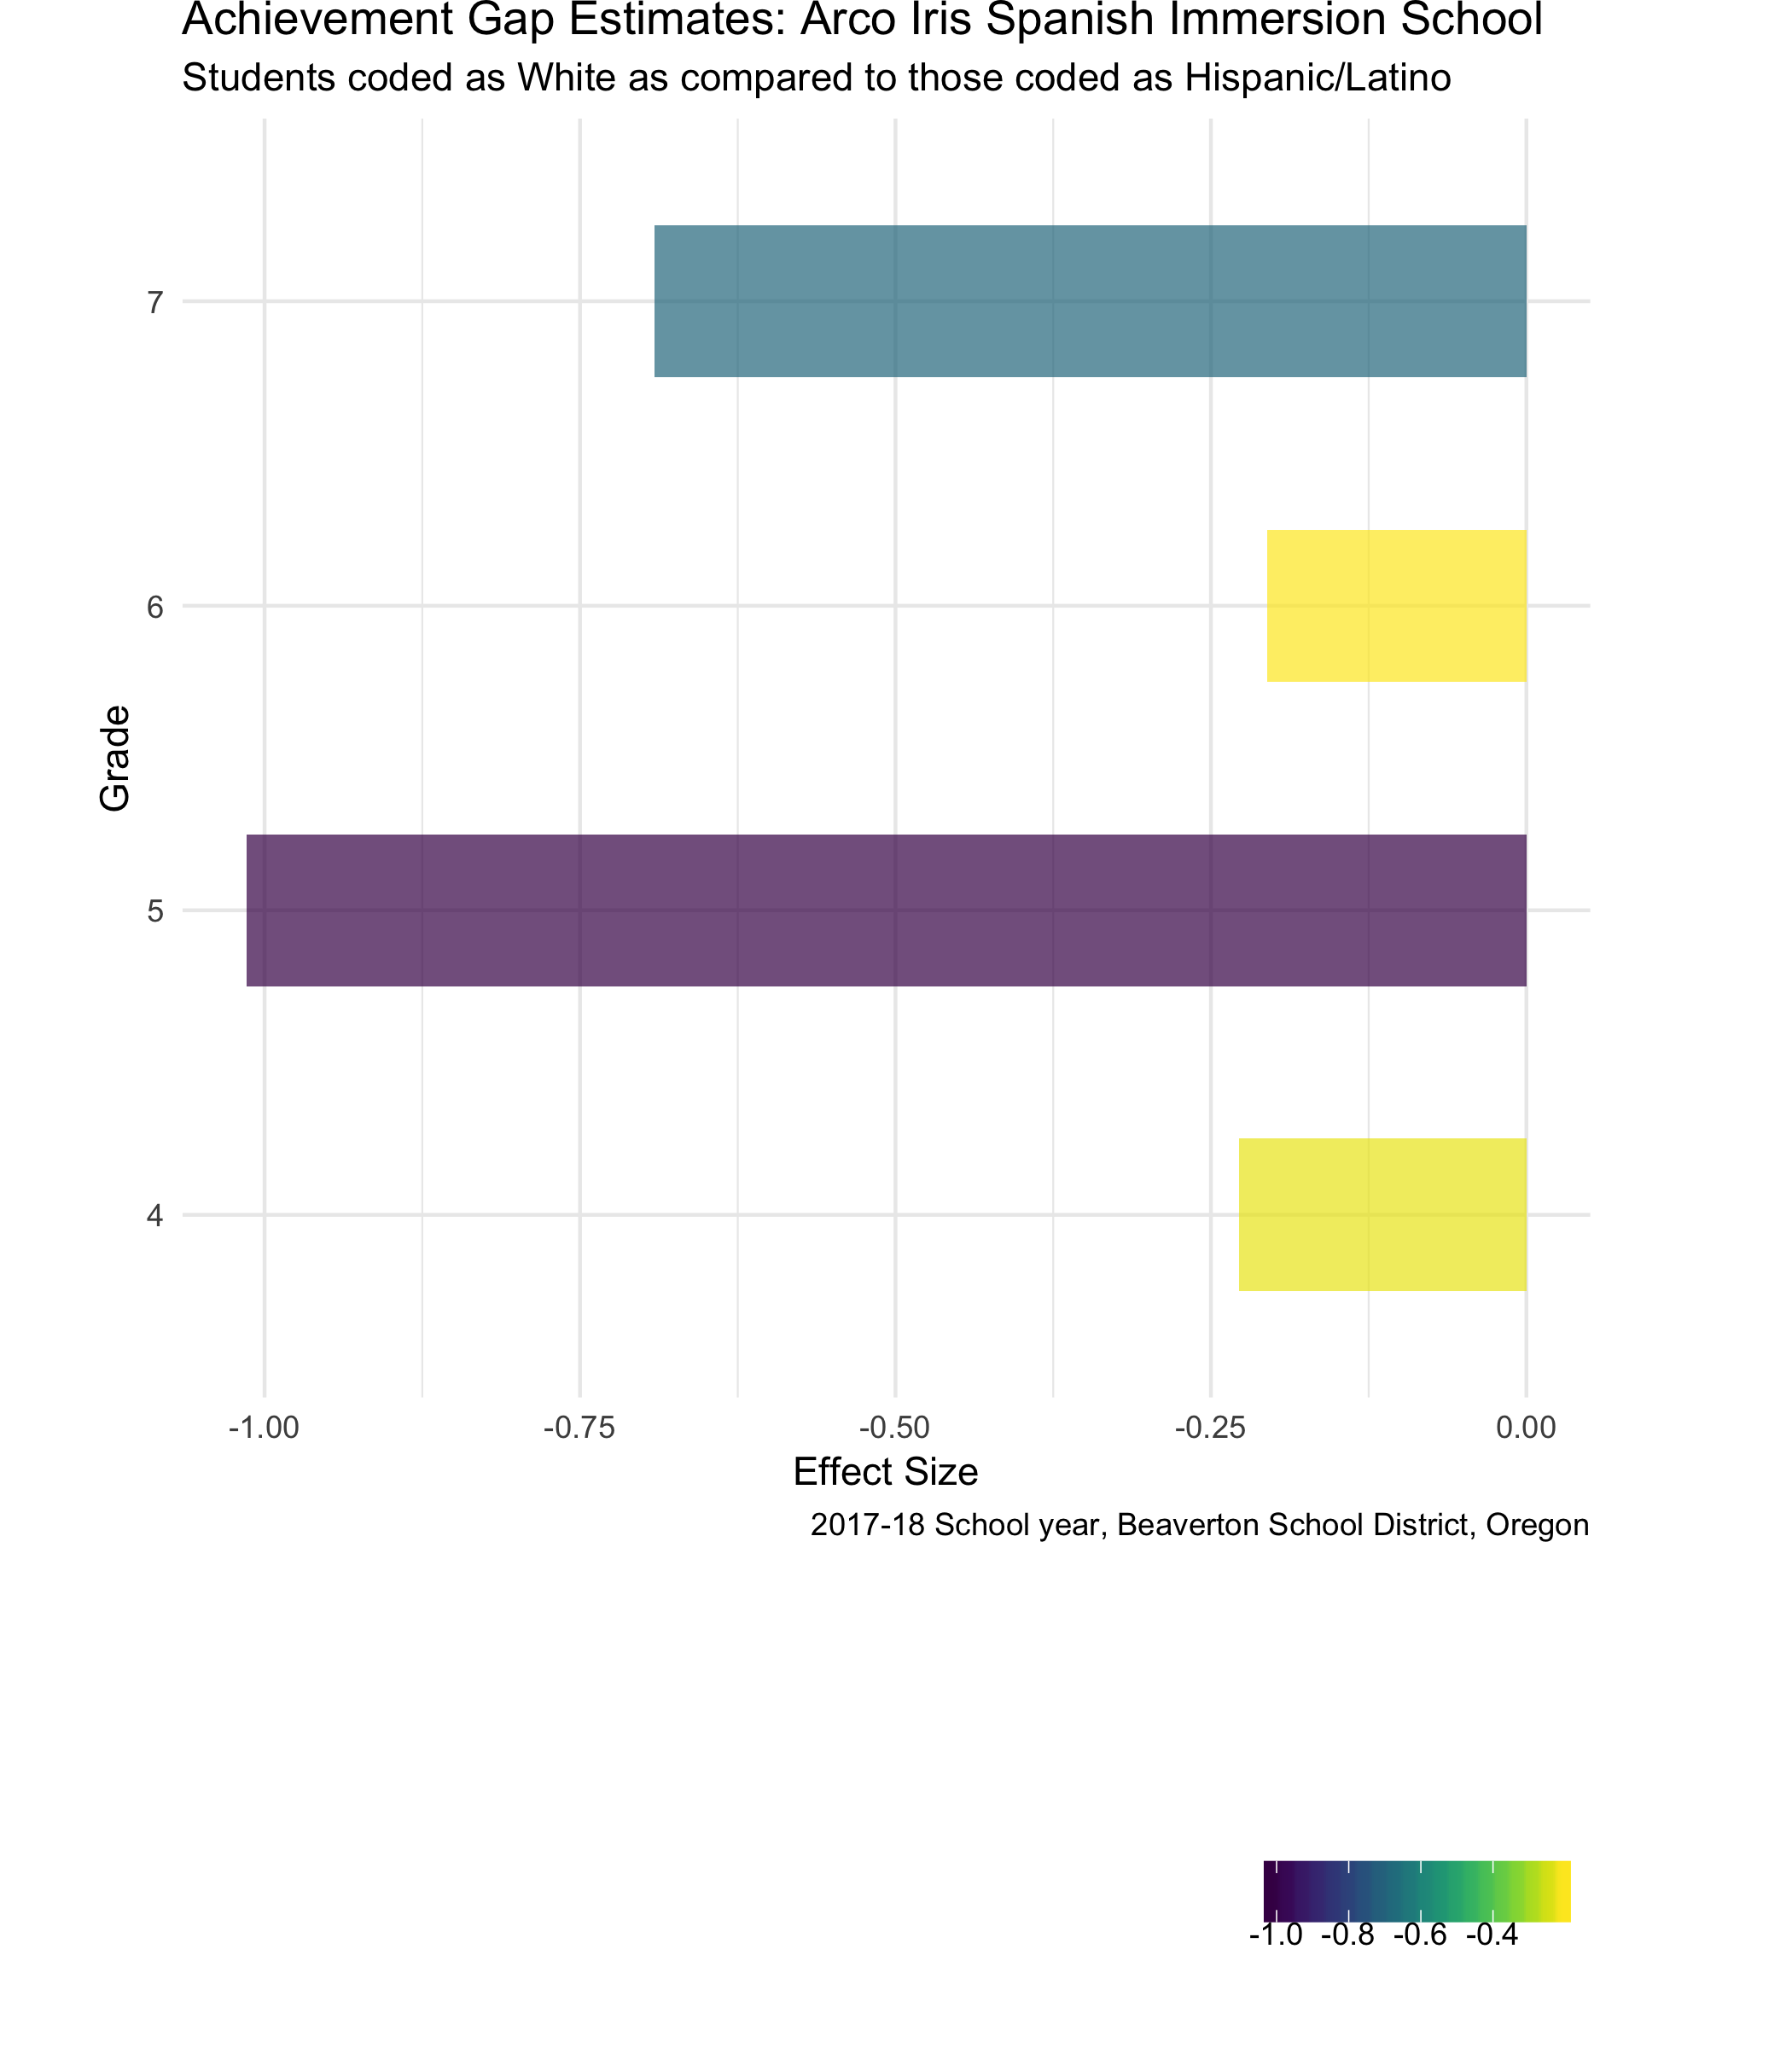 Achievement Gap Estimates: Arco Iris Spanish Immersion School
Students coded as White as compared to those coded as Hispanic/Latino
7
6
5
4
Grade
-1.00 -0.75 -0.50 -0.25 0.00
Effect Size
2017-18 School year, Beaverton School District, Oregon
-1.0 -0.8 -0.6 -0.4